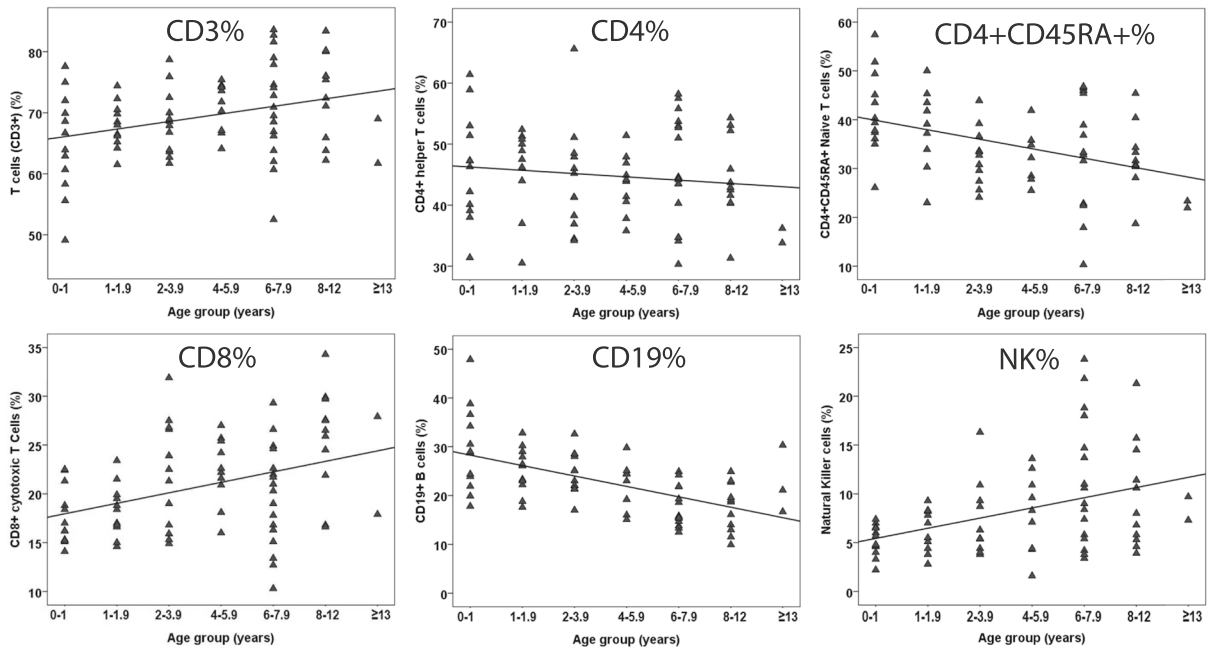 CD3%
T cells (CD3+) (%)
80
70
60
50
0-1 1-1.9 2-3.9 4-5.9 6-7.9 8-12 ≥13
Age group (years)
CD4%
CD4+ helper T cells (%)
70
60
50
40
30
0-1 1-1.9 2-3.9 4-5.9 6-7.9 8-12 ≥13
Age group (years)
CD4+CD45RA+%
CD4+CD45RA+ Naive T cells (%)
60
50
40
30
20
10
0-1 1-1.9 2-3.9 4-5.9 6-7.9 8-12 ≥13
Age group (years)
CD8%
CD8+ cytotoxic T Cells (%)
35
30
25
20
15
10
0-1 1-1.9 2-3.9 4-5.9 6-7.9 8-12 ≥13
Age group (years)
CD19%
CD19+ B cells (%)
50
40
30
20
10
0
0-1 1-1.9 2-3.9 4-5.9 6-7.9 8-12 ≥13
Age group (years)
NK%
Natural Killer cells (%)
25
20
15
10
5
0
0-1 1-1.9 2-3.9 4-5.9 6-7.9 8-12 ≥13
Age group (years)